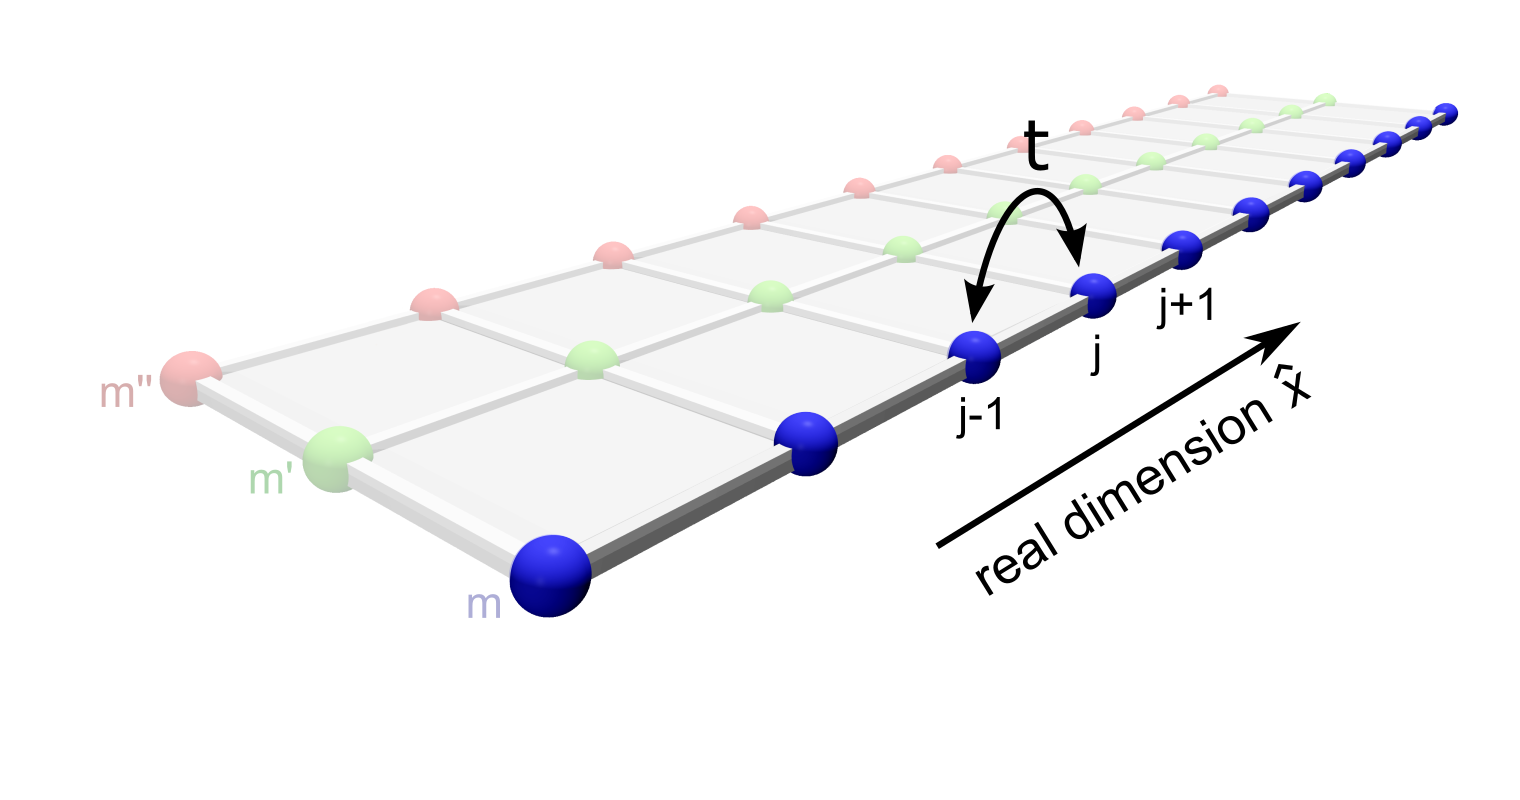 t
j+1
j
j-1
m"
m'
m
real dimension x̂